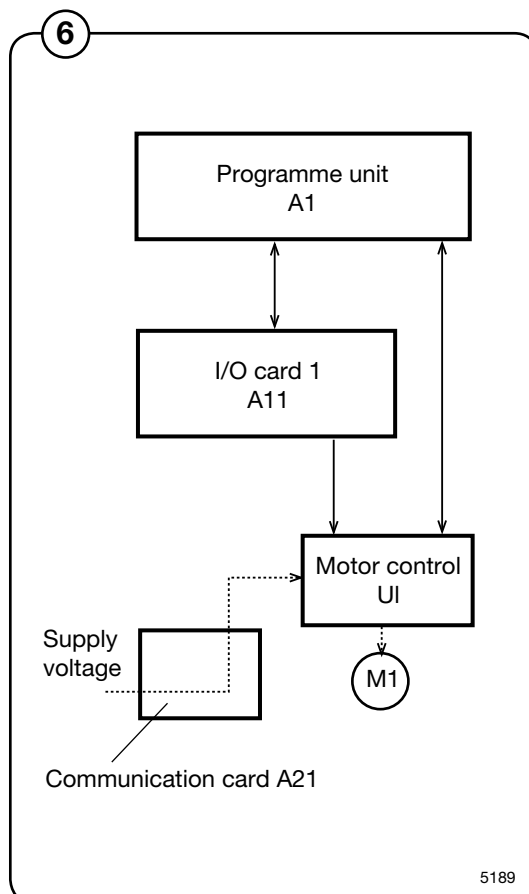 6
Programme unit
A1
I/O card 1
A11
Motor control
UI
Supply
voltage
M1
Communication card A21
5189